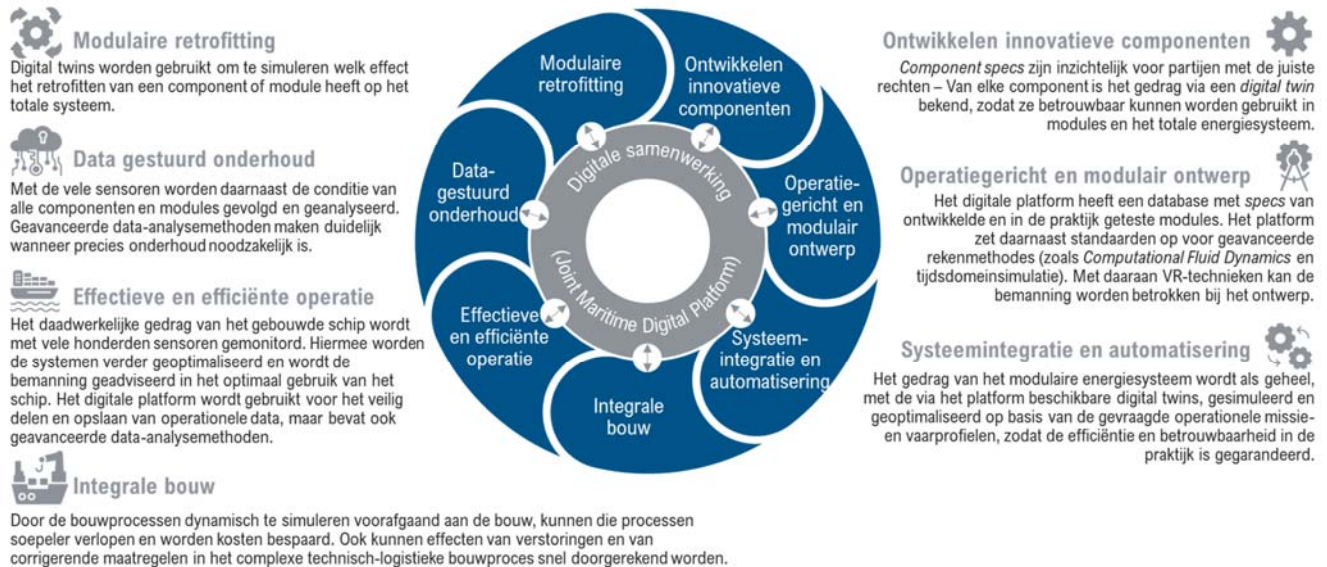 Modulaire retrofitting
Digital twins worden gebruikt om te simuleren welk effect
het retrofitten van een component of module heeft op het
totale systeem.
Data gestuurd onderhoud
Met de vele sensoren worden daarnaast de conditie van
alle componenten en modules gevolgd en geanalyseerd.
Geavanceerde data-analysemethoden maken duidelijk
wanneer precies onderhoud noodzakelijk is.
Effectieve en efficiënte operatie
Het daadwerkelijke gedrag van het gebouwde schip wordt
met vele honderden sensoren gemonitord. Hiermee worden
de systemen verder geoptimaliseerd en wordt de
bemanning geadviseerd in het optimaal gebruik van het
schip. Het digitale platform wordt gebruikt voor het veilig
delen en opslaan van operationele data, maar bevat ook
geavanceerde data-analysemethoden.
Integrale bouw
Door de bouwprocessen dynamisch te simuleren voorafgaand aan de bouw, kunnen die processen
soepeler verlopen en worden kosten bespaard. Ook kunnen effecten van verstoringen en van
corrigerende maatregelen in het complexe technisch-logistieke bouwproces snel doorgerekend worden.
Modulaire
retrofitting
Ontwikkelen
innovatieve
componenten
Data-
gestuurd
onderhoud
Operatie-
gericht en
modulair
ontwerp
Effectieve
en efficiënte
operatie
Systeem-
integratie en
automatisering
Integrale
bouw
Digitale samenwerking
(Joint Maritime Digital Platform)
Ontwikkelen innovatieve componenten
Component specs zijn inzichtelijk voor partijen met de juiste
rechten – Van elke component is het gedrag via een digital twin
bekend, zodat ze betrouwbaar kunnen worden gebruikt in
modules en het totale energiesysteem.
Operatiegericht en modulair ontwerp
Het digitale platform heeft een database met specs van
ontwikkelde en in de praktijk geteste modules. Het platform
zet daarnaast standaarden op voor geavanceerde
rekenmethodes (zoals Computational Fluid Dynamics en
tijdsdomeinsimulatie). Met daaraan VR-technieken kan de
bemanning worden betrokken bij het ontwerp.
Systeemintegratie en automatisering
Het gedrag van het modulaire energiesysteem wordt als geheel,
met de via het platform beschikbare digital twins, gesimuleerd en
geoptimaliseerd op basis van de gevraagde operationele missie-
en vaarprofielen, zodat de efficiëntie en betrouwbaarheid in de
praktijk is gegarandeerd.